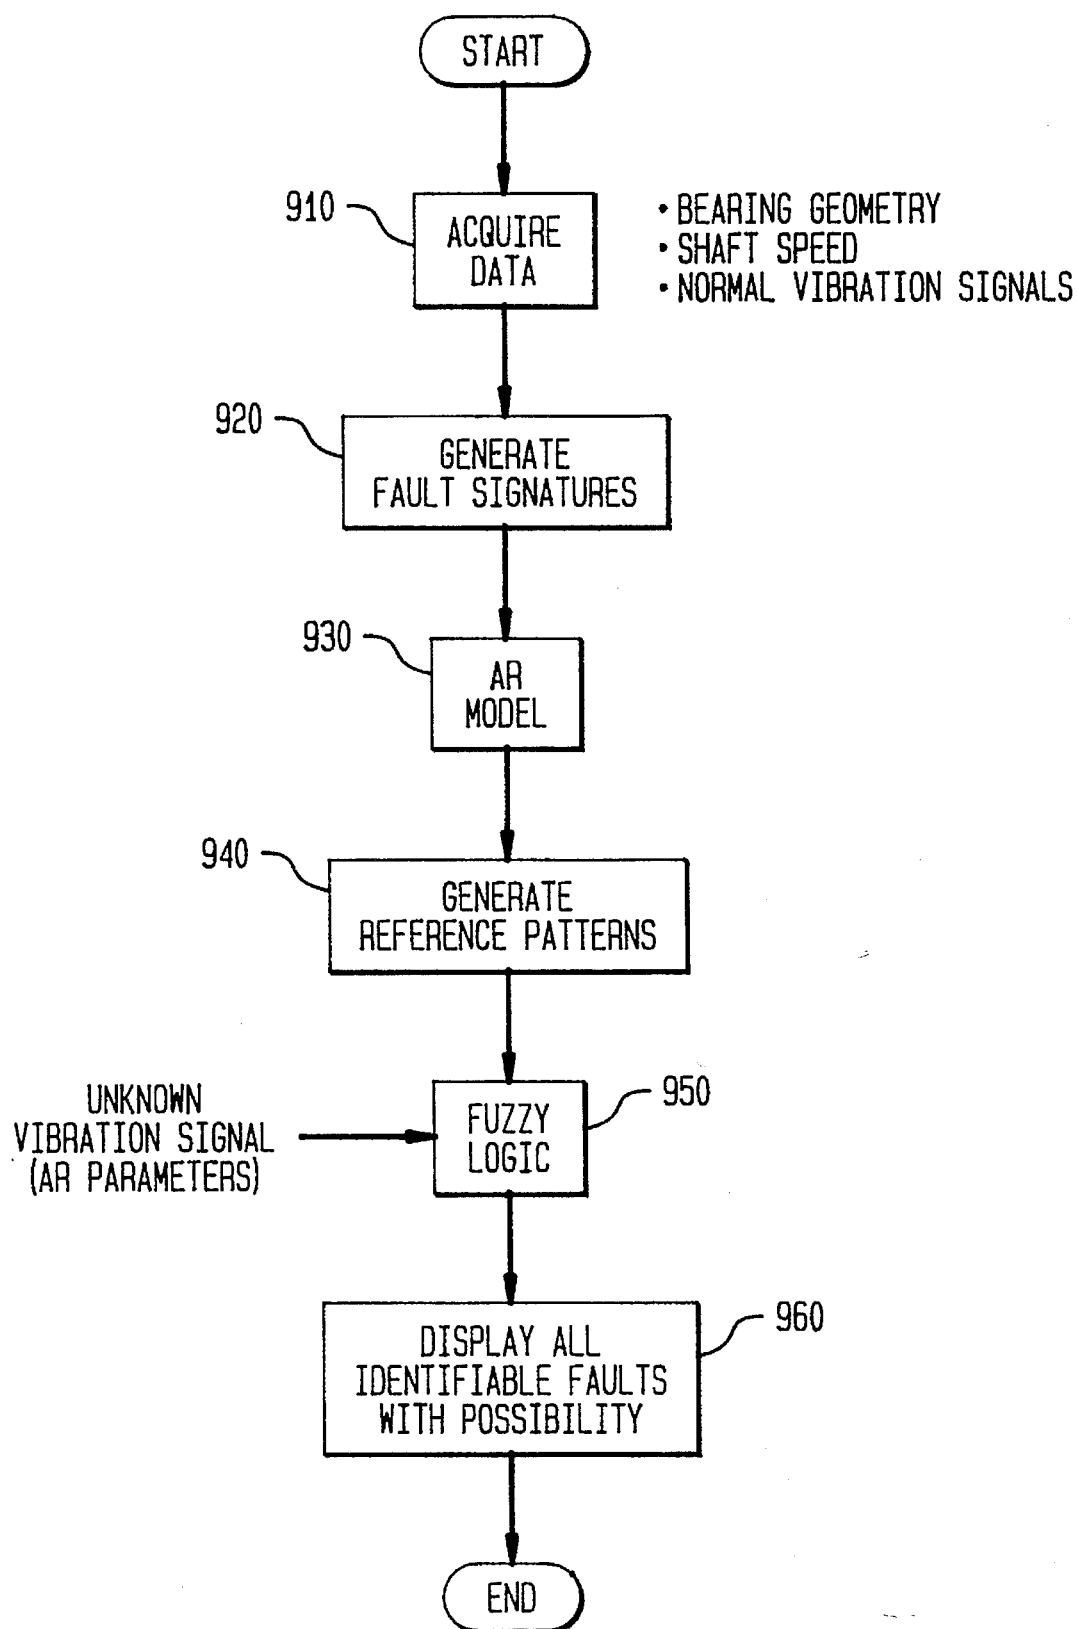 START
910
ACQUIRE
DATA
• BEARING GEOMETRY
• SHAFT SPEED
• NORMAL VIBRATION SIGNALS
920
GENERATE
FAULT SIGNATURES
930
AR
MODEL
940
GENERATE
REFERENCE PATTERNS
UNKNOWN
VIBRATION SIGNAL
(AR PARAMETERS)
FUZZY
LOGIC
950
DISPLAY ALL
IDENTIFIABLE FAULTS
WITH POSSIBILITY
960
END